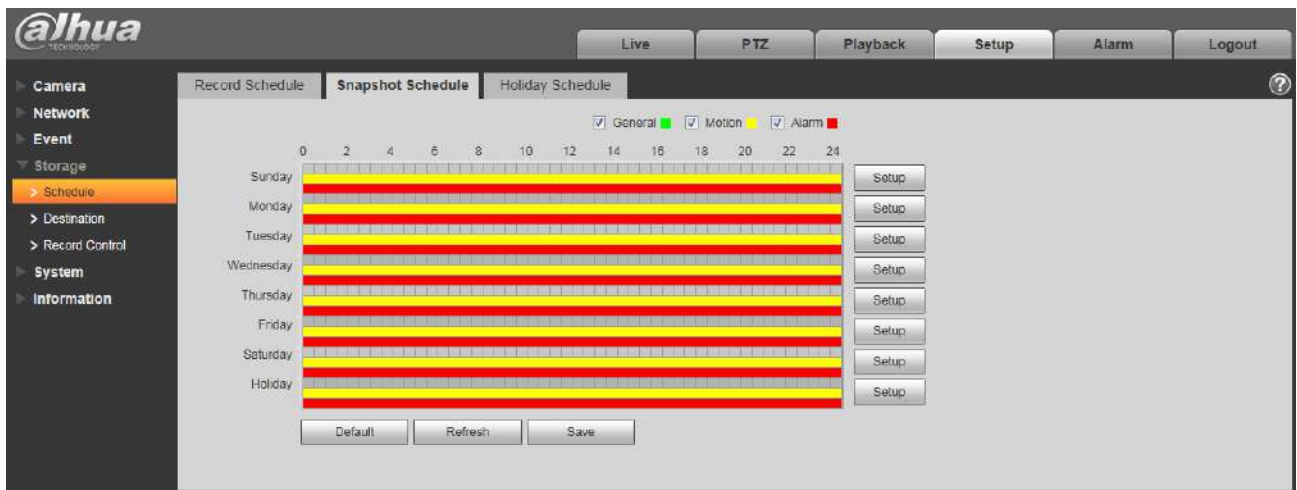 alhua
TECHNOLOGY
Live PTZ Playback Setup Alarm Logout
Camera
Network
Event
Storage
> Schedule
> Destination
> Record Control
System
Information
Record Schedule Snapshot Schedule Holiday Schedule ?
General Motion Alarm
0 2 4 6 8 10 12 14 16 18 20 22 24
Sunday Setup
Monday Setup
Tuesday Setup
Wednesday Setup
Thursday Setup
Friday Setup
Saturday Setup
Holiday Setup
Default Refresh Save